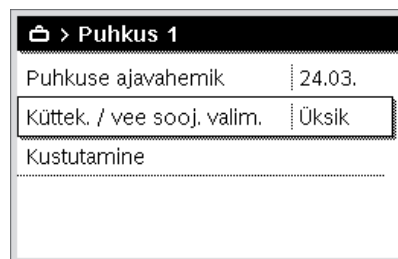 > Puhkus 1
Puhkuse ajavahemik 24.03.
Küttek. / vee sooj. valim. Üksik
Kustutamine